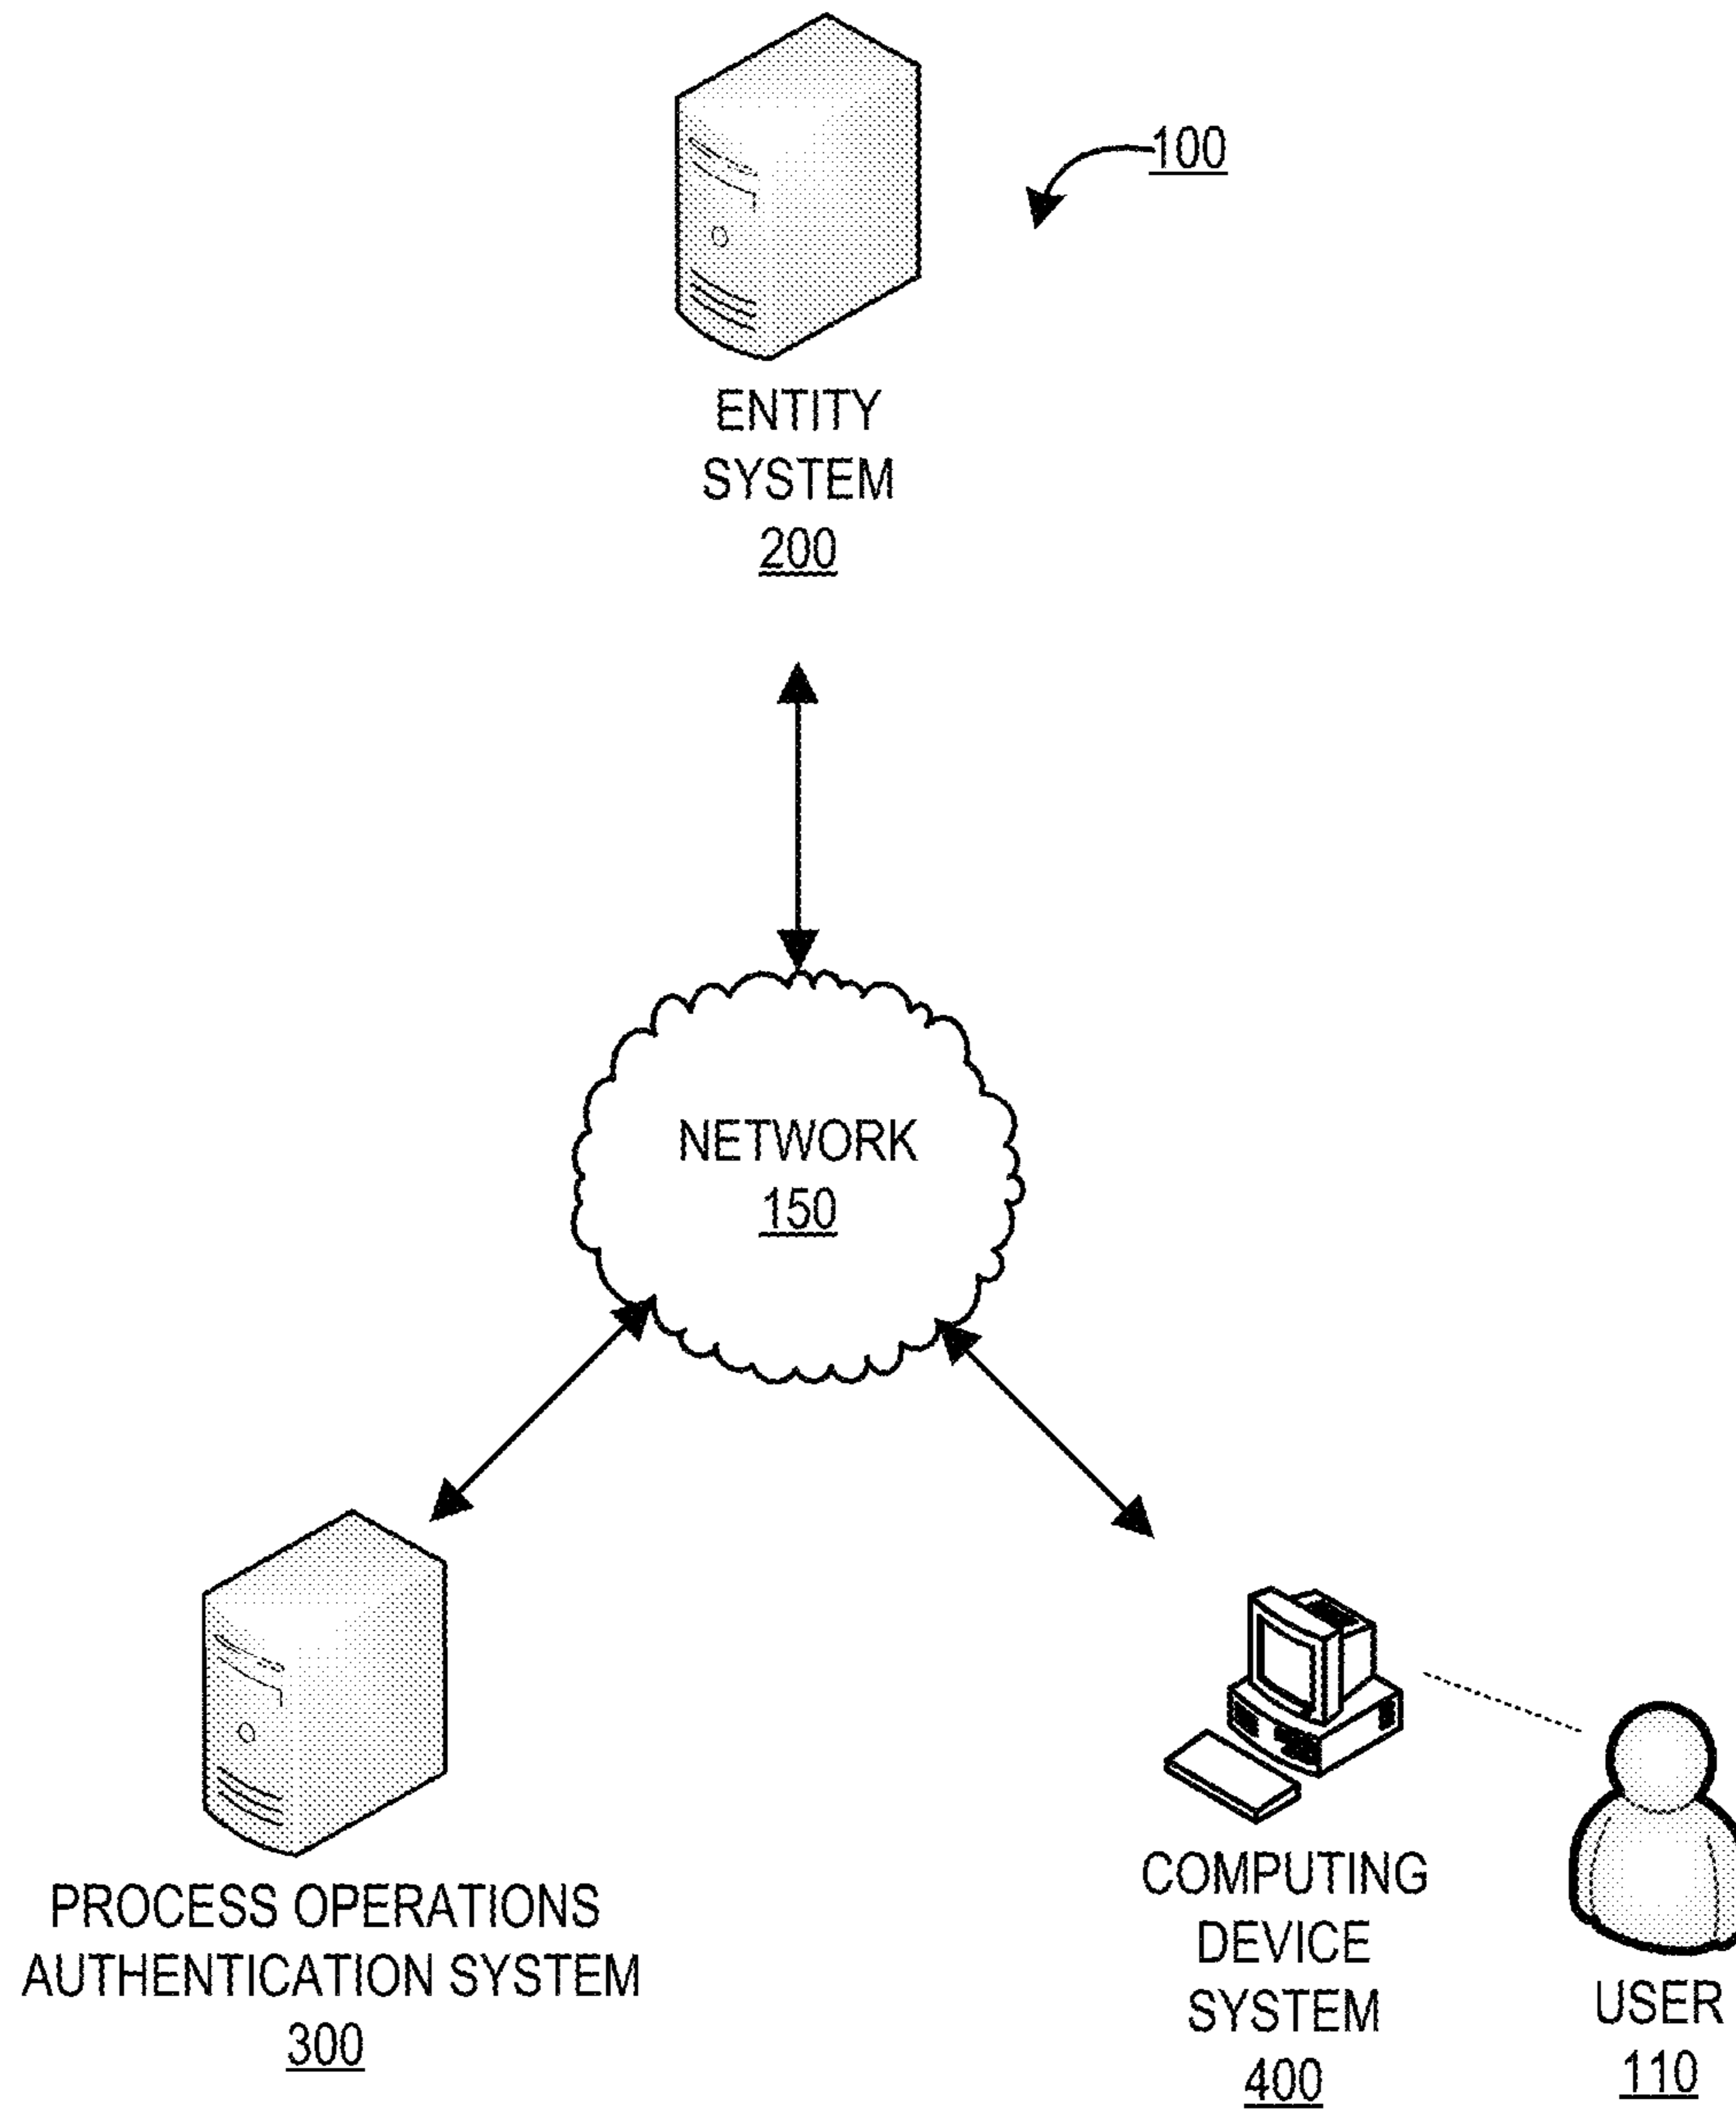 100
ENTITY
SYSTEM
200
NETWORK
150
PROCESS OPERATIONS
AUTHENTICATION SYSTEM
300
COMPUTING
DEVICE
SYSTEM
400
USER
110